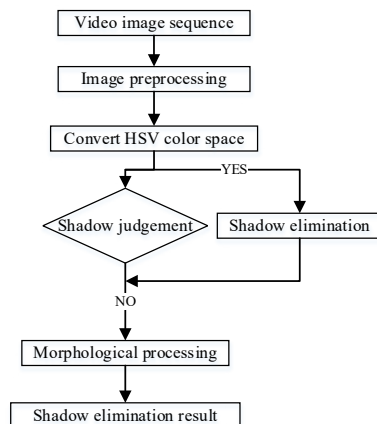 Video image sequence
Image preprocessing
Convert HSV color space
YES
Shadow judgement
Shadow elimination
NO
Morphological processing
Shadow elimination result